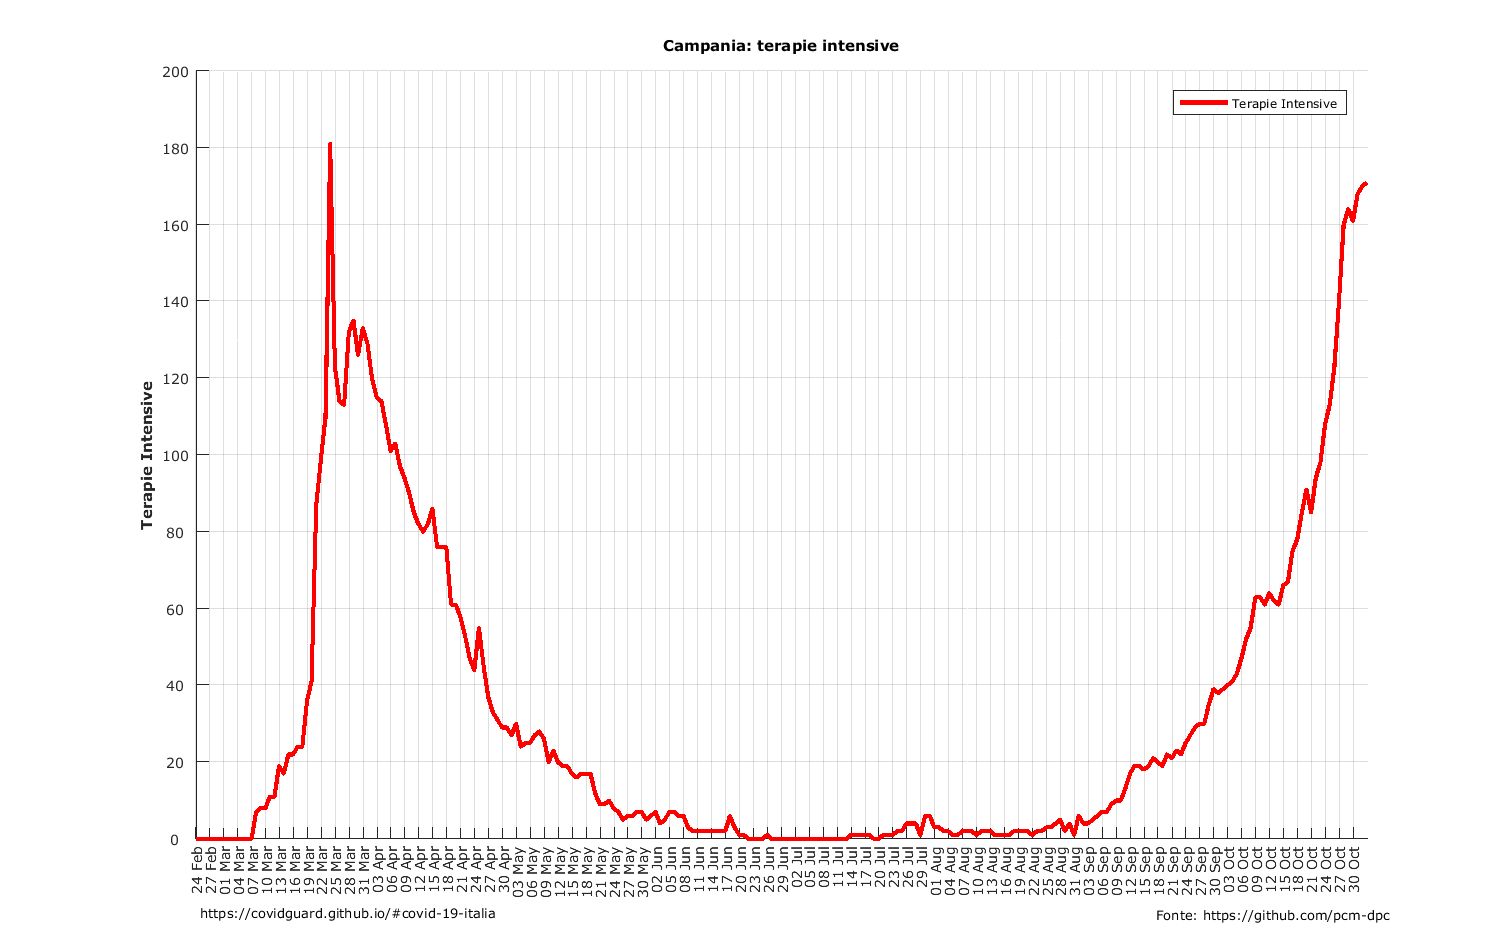 Campania: terapie intensive
Terapie Intensive
Terapie Intensive
200
180
160
140
120
100
80
60
40
20
0
24 Feb
27 Feb
01 Mar
04 Mar
07 Mar
10 Mar
13 Mar
16 Mar
19 Mar
22 Mar
25 Mar
28 Mar
31 Mar
03 Apr
06 Apr
09 Apr
12 Apr
15 Apr
18 Apr
21 Apr
24 Apr
27 Apr
30 Apr
03 May
06 May
09 May
12 May
15 May
18 May
21 May
24 May
27 May
30 May
02 Jun
05 Jun
08 Jun
11 Jun
14 Jun
17 Jun
20 Jun
23 Jun
26 Jun
29 Jun
02 Jul
05 Jul
08 Jul
11 Jul
14 Jul
17 Jul
20 Jul
23 Jul
26 Jul
29 Jul
01 Aug
04 Aug
07 Aug
10 Aug
13 Aug
16 Aug
19 Aug
22 Aug
25 Aug
28 Aug
31 Aug
03 Sep
06 Sep
09 Sep
12 Sep
15 Sep
18 Sep
21 Sep
24 Sep
27 Sep
30 Sep
03 Oct
06 Oct
09 Oct
12 Oct
15 Oct
18 Oct
21 Oct
24 Oct
27 Oct
30 Oct
https://covidguard.github.io/#covid-19-italia
Fonte: https://github.com/pcm-dpc